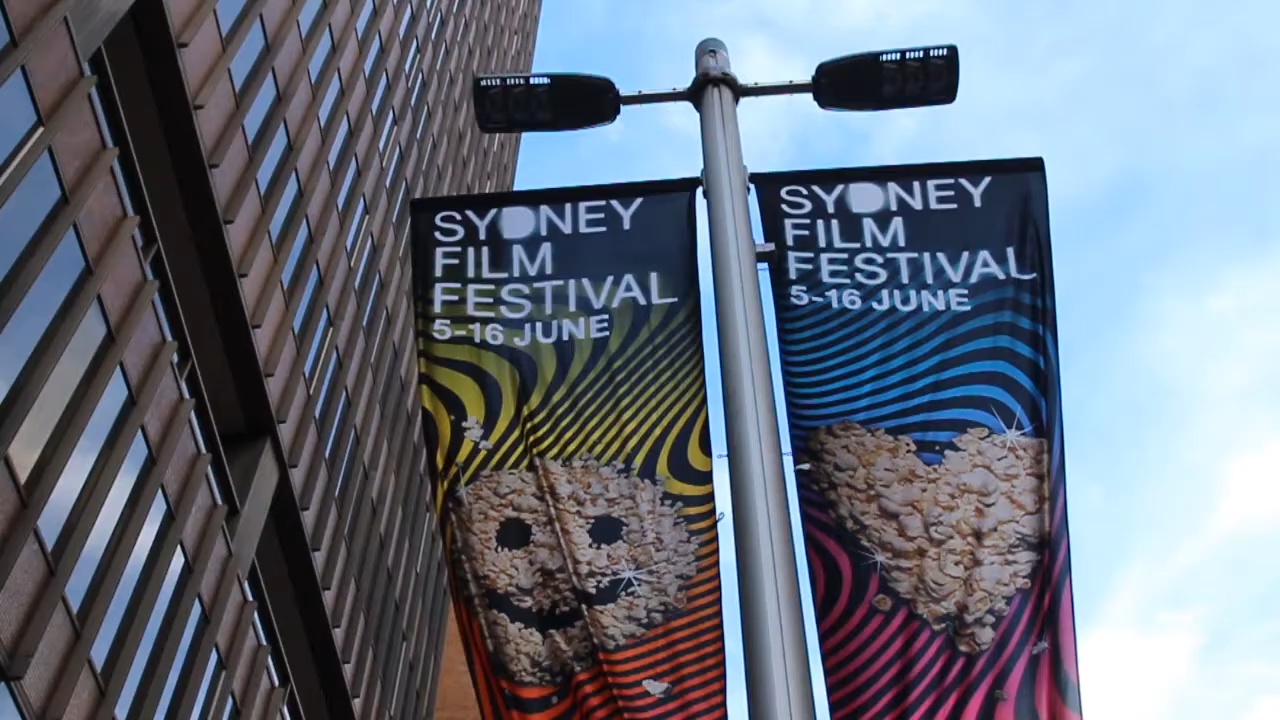 SYDNEY
FILM
FESTIVAL
5-16 JUNE
SYDNEY
FILM
FESTIVAL
5-16 JUNE